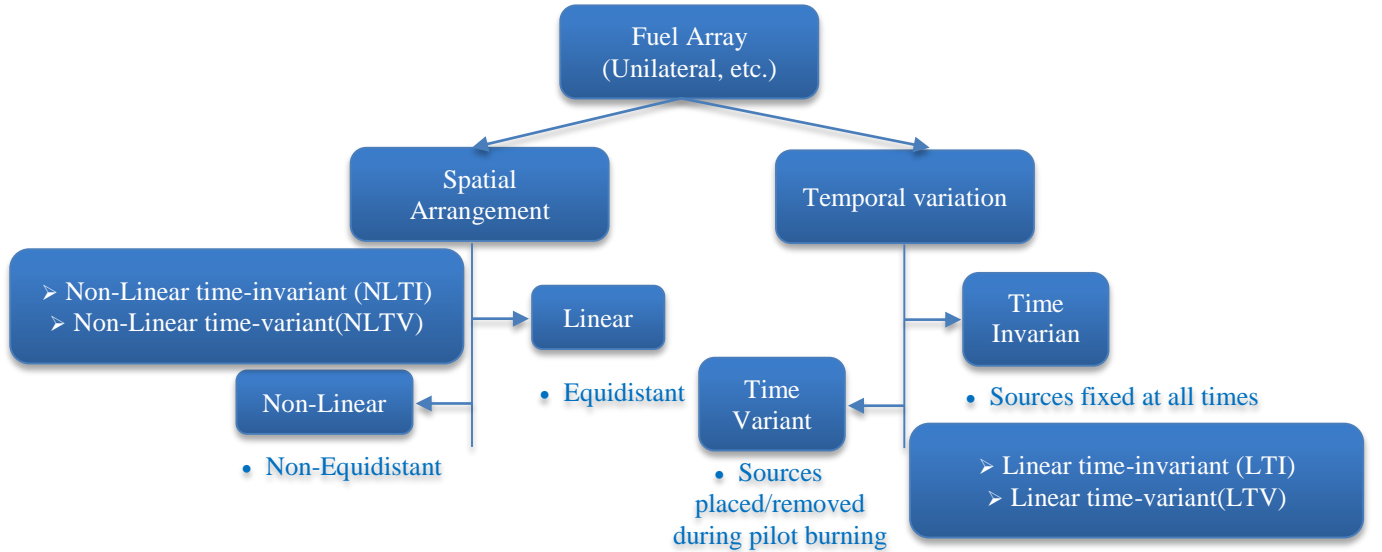 Fuel Array
(Unilateral, etc.)
Spatial
Arrangement
Temporal variation
➢ Non-Linear time-invariant (NLTI)
➢ Non-Linear time-variant(NLTV)
Linear
• Equidistant
Non-Linear
• Non-Equidistant
Time
Invarian
• Sources fixed at all times
Time
Variant
• Sources
placed/removed
during pilot burning
➢ Linear time-invariant (LTI)
➢ Linear time-variant(LTV)